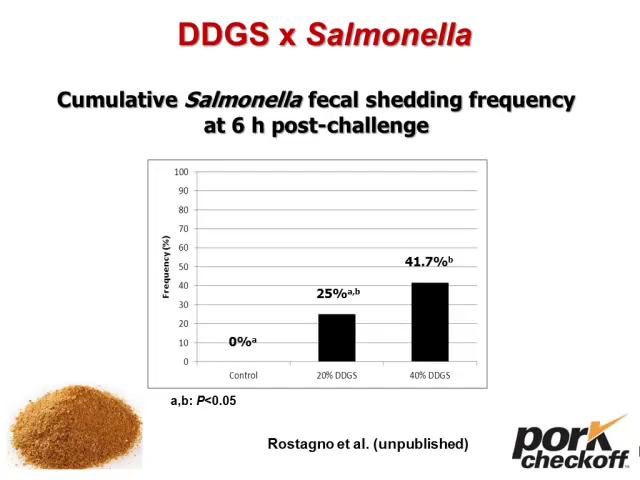 DDGS x Salmonella
Cumulative Salmonella fecal shedding frequency
at 6 h post-challenge
Frequency (%)
100
90
80
70
60
50
40
30
20
10
0
0%a
25%a,b
41.7%b
Control
20% DDGS
40% DDGS
a,b: P<0.05
Rostagno et al. (unpublished)
pork
checkoff™